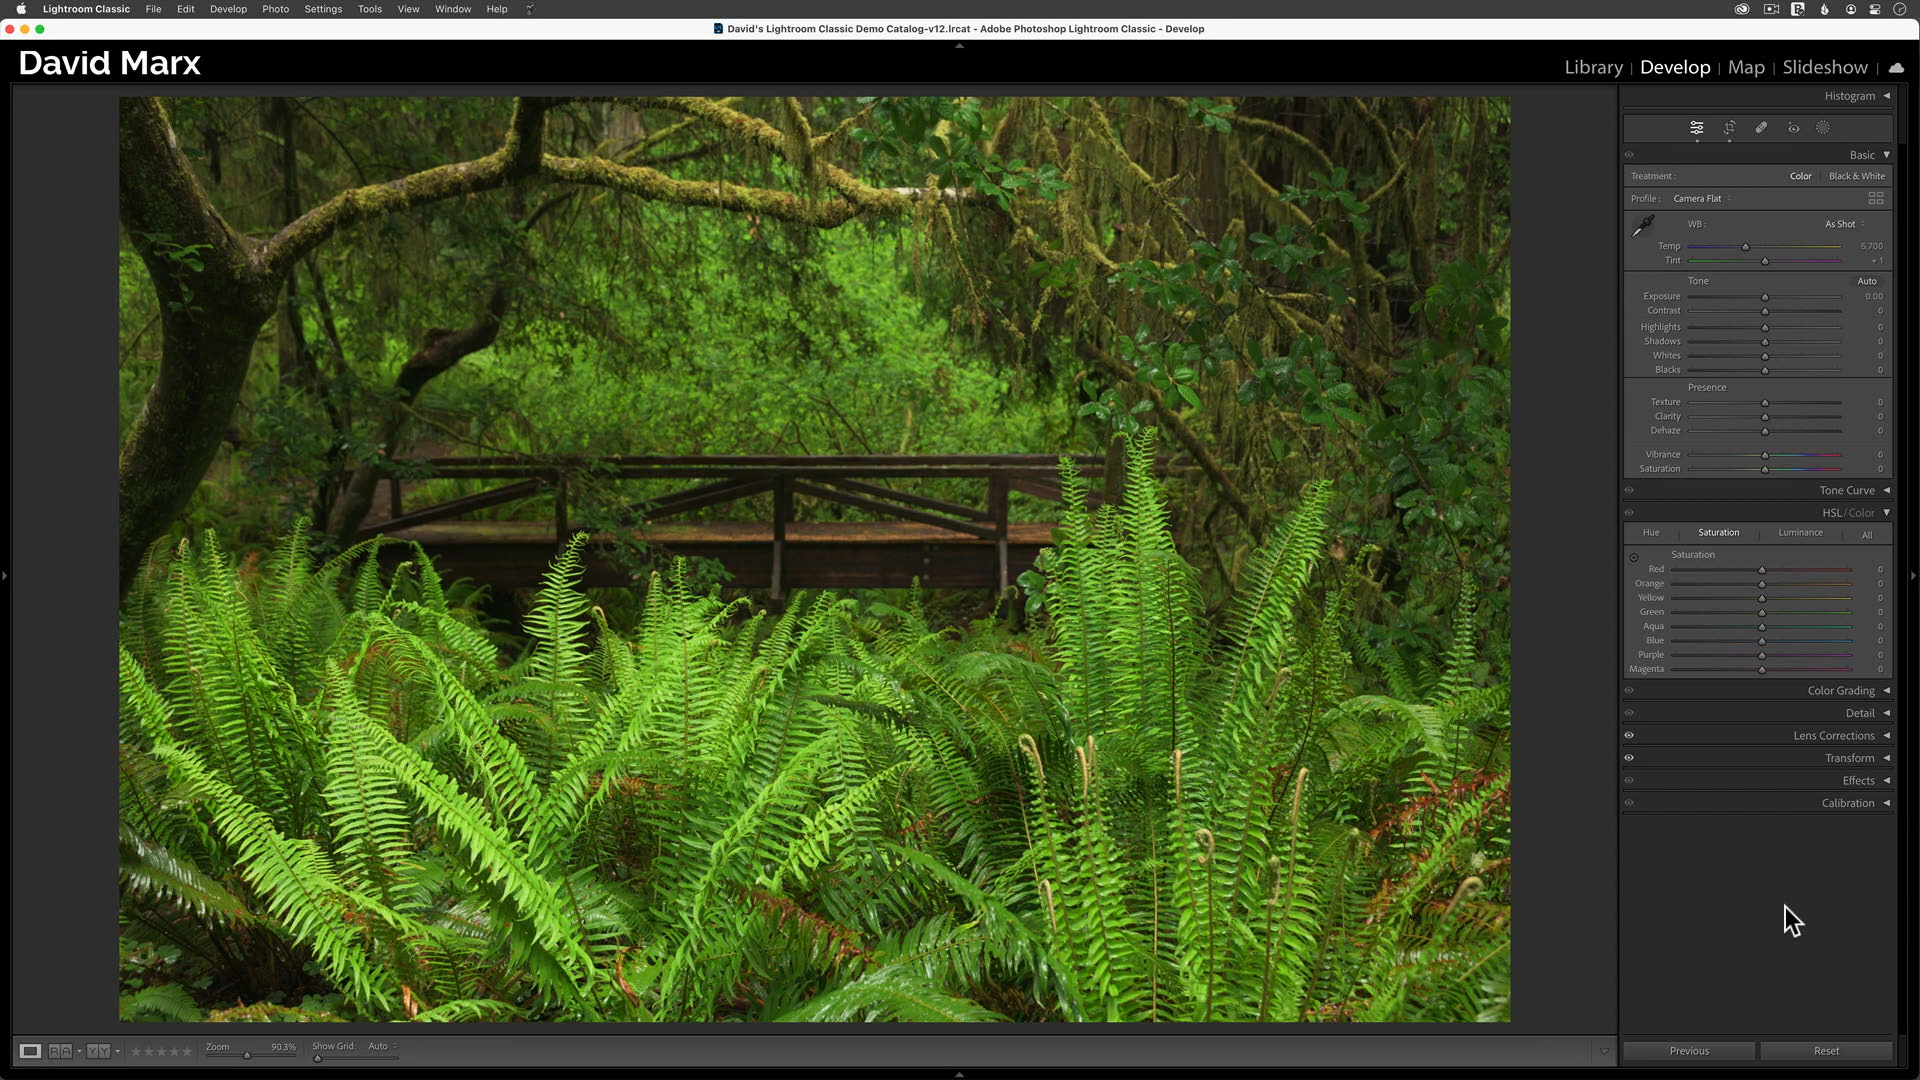 Lightroom Classic File Edit Develop Photo Settings Tools View Window Help
David's Lightroom Classic Demo Catalog-v12.lrcat - Adobe Photoshop Lightroom Classic - Develop
David Marx
Library | Develop | Map | Slideshow |
Histogram
Basic
Treatment : Color Black & White
Profile : Camera Flat
WB : As Shot
Temp 5,700
Tint + 1
Tone Auto
Exposure 0.00
Contrast 0
Highlights 0
Shadows 0
Whites 0
Blacks 0
Presence
Texture 0
Clarity 0
Dehaze 0
Vibrance 0
Saturation 0
Tone Curve
HSL / Color
Hue Saturation Luminance All
Saturation
Red 0
Orange 0
Yellow 0
Green 0
Aqua 0
Blue 0
Purple 0
Magenta 0
Color Grading
Detail
Lens Corrections
Transform
Effects
Calibration
R A Y Y Zoom 90.3% Show Grid: Auto
Previous Reset